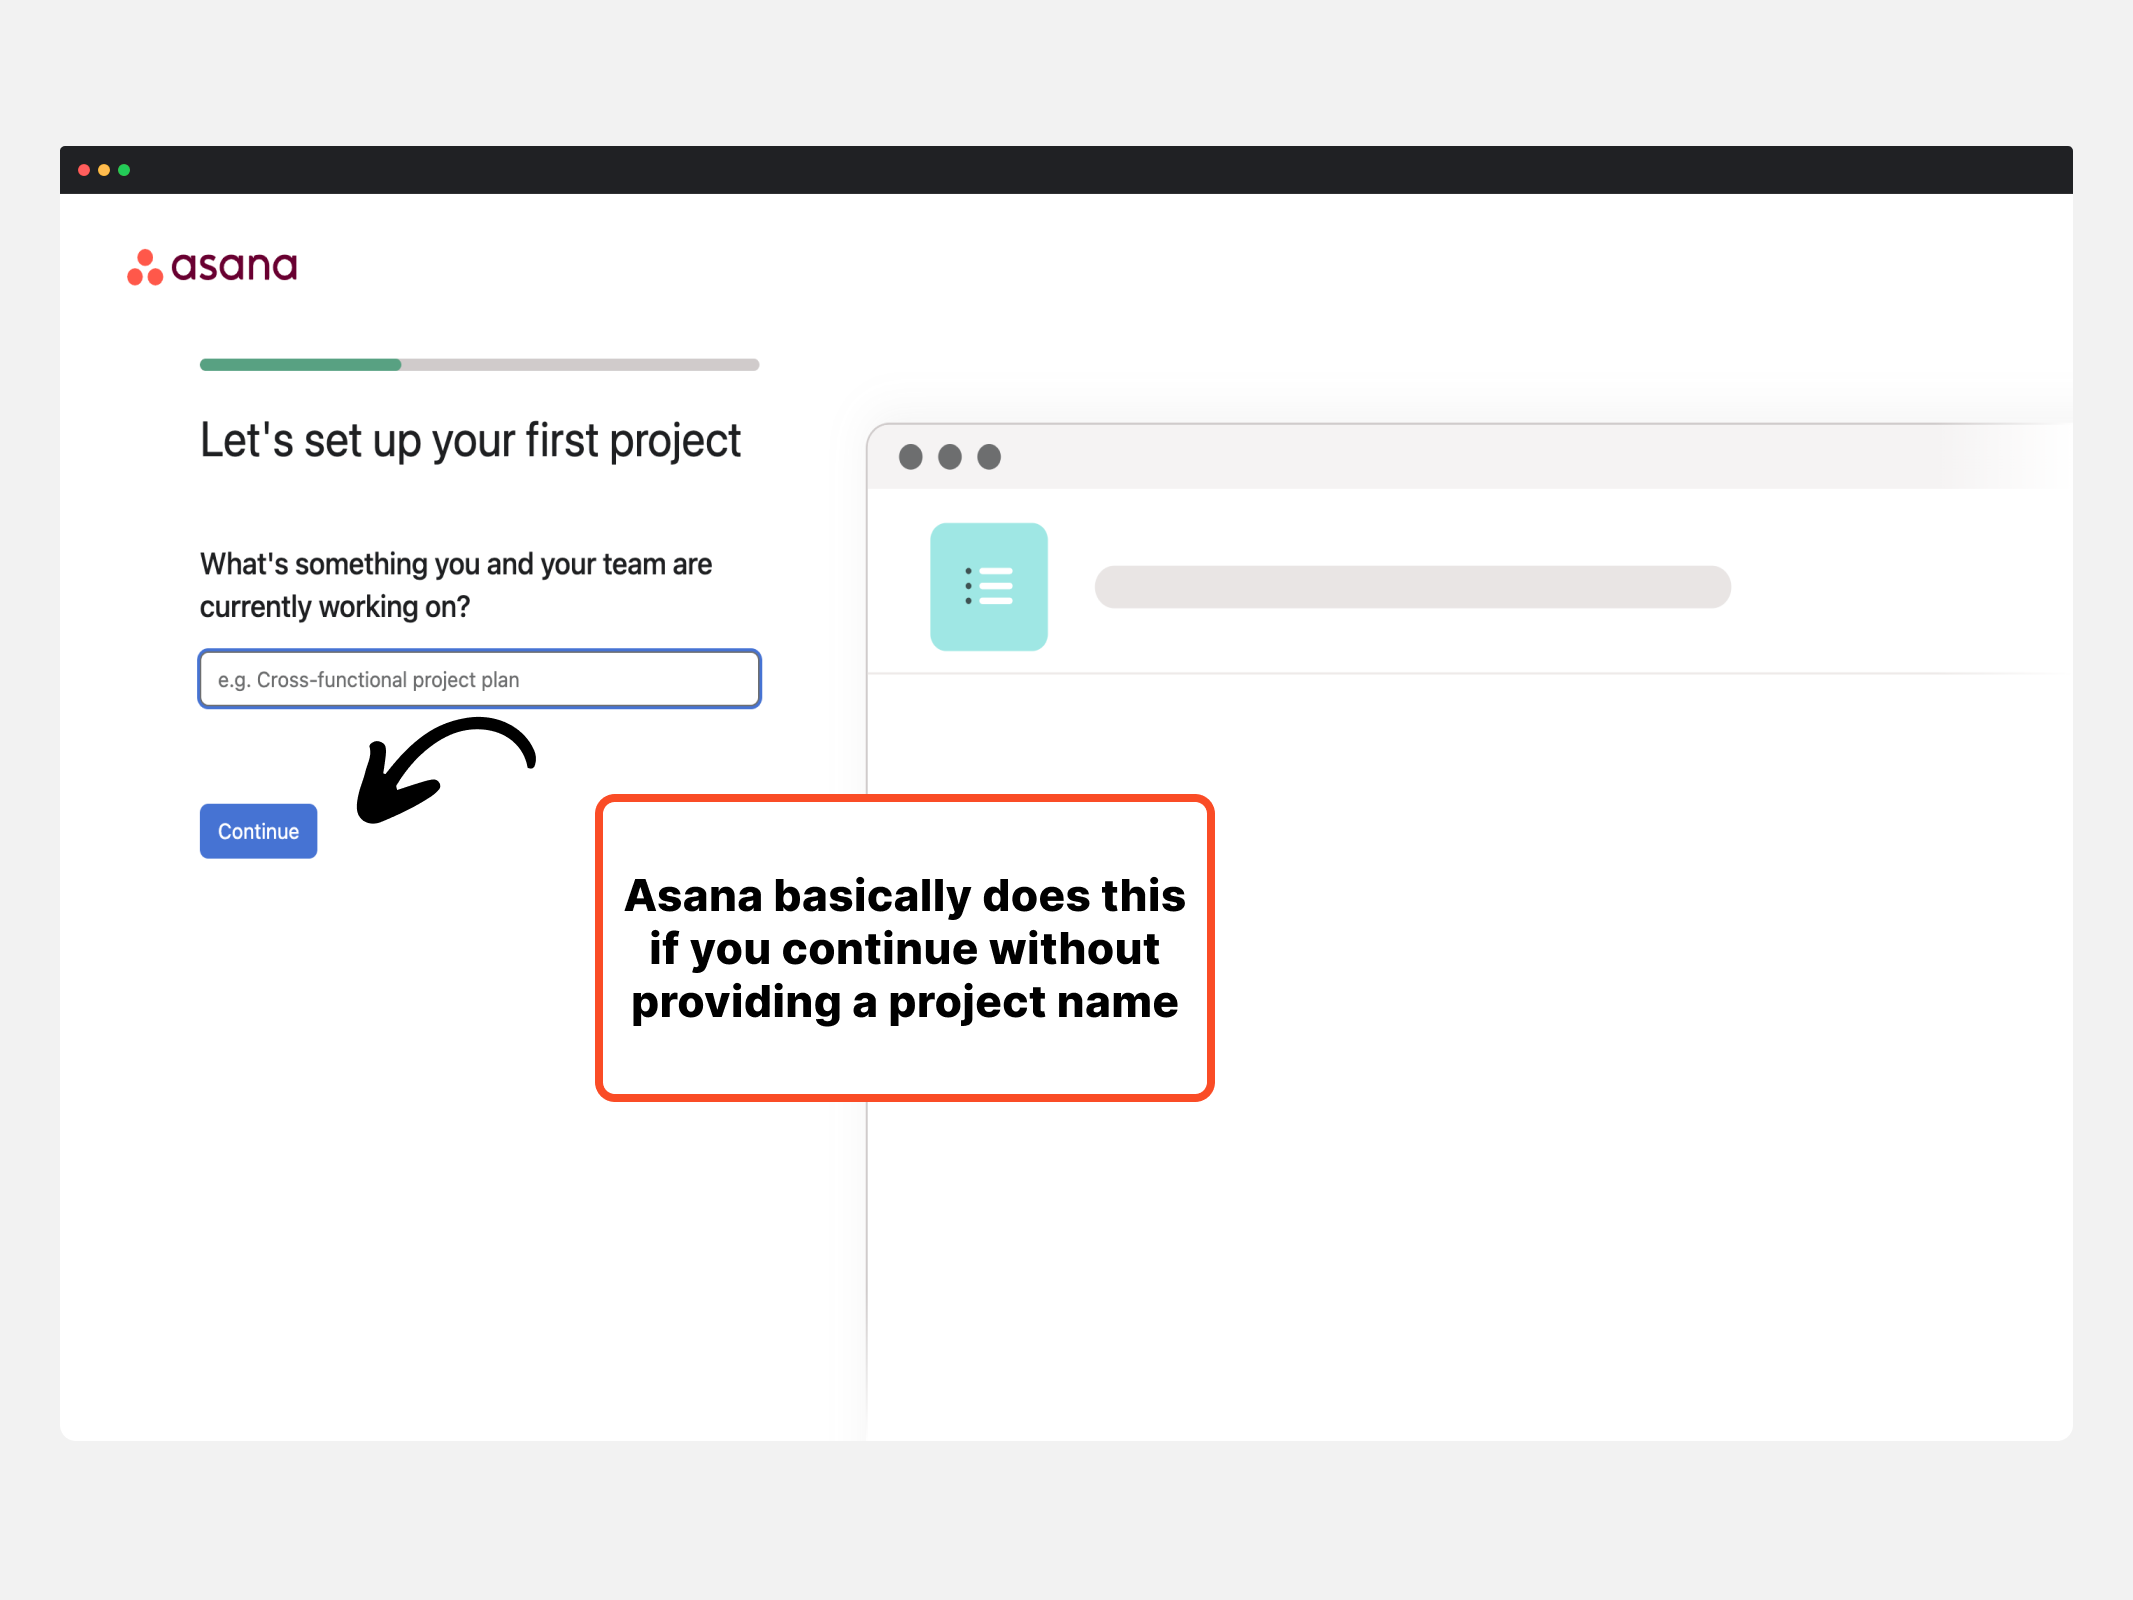 asana
Let's set up your first project
What's something you and your team are
currently working on?
e.g. Cross-functional project plan
Continue
Asana basically does this
if you continue without
providing a project name